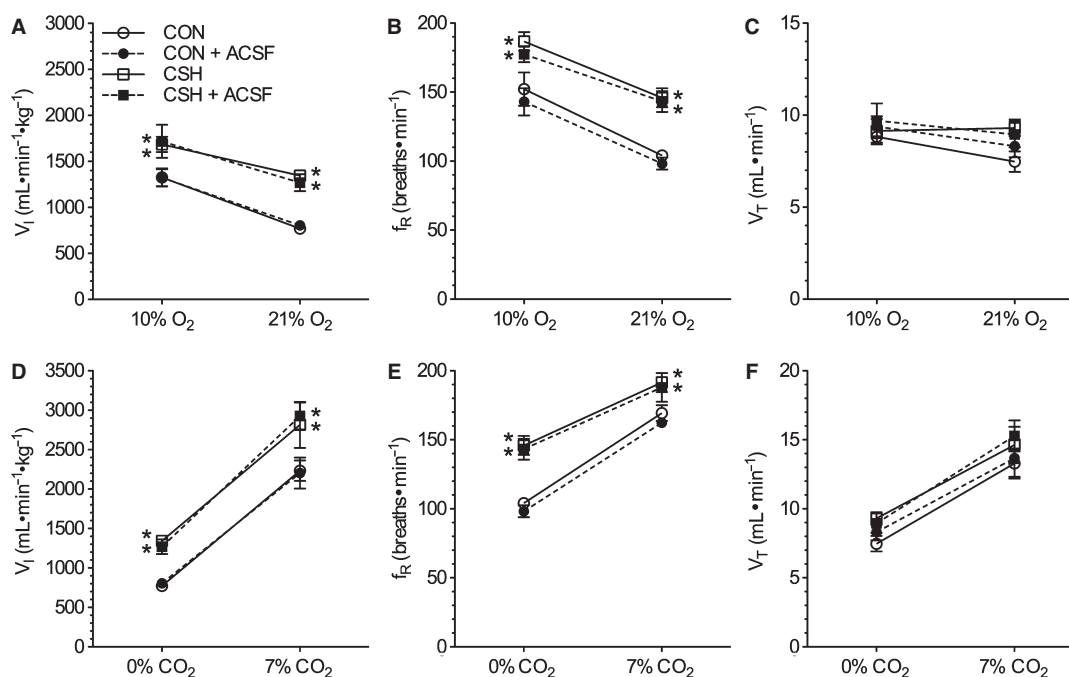 A
V_I (mL•min⁻¹•kg⁻¹)
3000
2500
2000
1500
1000
500
0
CON
CON + ACSF
CSH
CSH + ACSF
*
*
*
*
10% O₂
21% O₂
B
f_R (breaths•min⁻¹)
200
150
100
50
0
*
*
*
*
10% O₂
21% O₂
C
V_T (mL•min⁻¹)
15
10
5
0
10% O₂
21% O₂
D
V_I (mL•min⁻¹•kg⁻¹)
3500
3000
2500
2000
1500
1000
500
0
*
*
*
*
0% CO₂
7% CO₂
E
f_R (breaths•min⁻¹)
200
150
100
50
0
*
*
*
*
0% CO₂
7% CO₂
F
V_T (mL•min⁻¹)
20
15
10
5
0
0% CO₂
7% CO₂